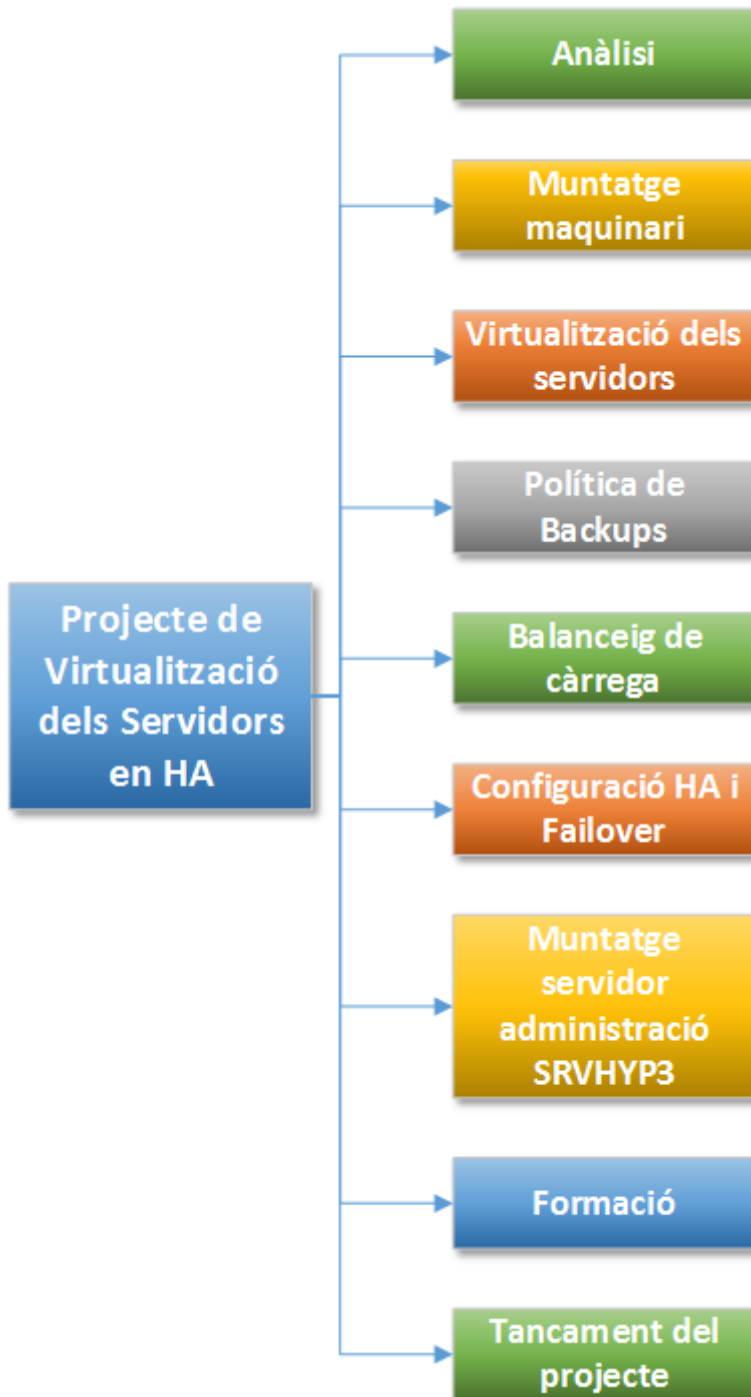 Anàlisi
Muntatge
maquinari
Virtualització dels
servidors
Política de
Backups
Projecte de
Virtualització
dels Servidors
en HA
Balanceig de
càrrega
Configuració HA i
Failover
Muntatge
servidor
administració
SRVHYP3
Formació
Tancament del
projecte